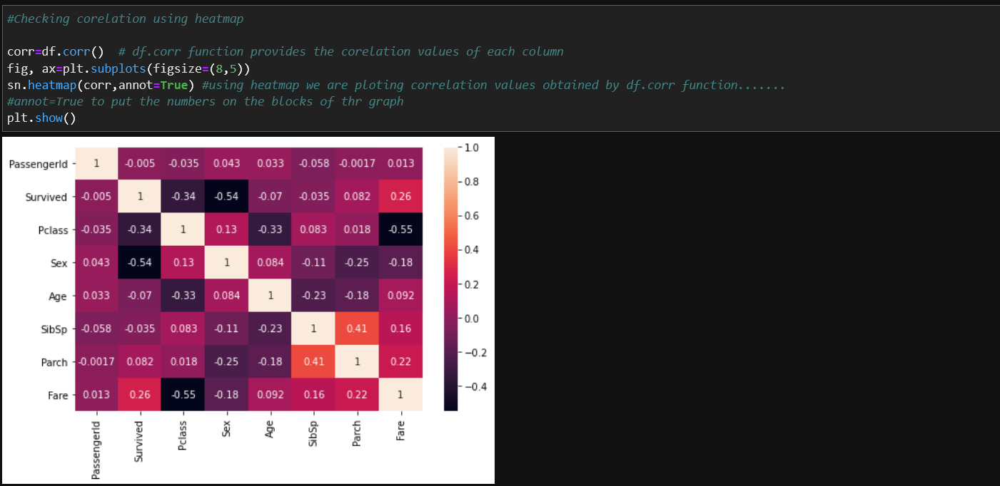 #Checking corelation using heatmap
corr=df.corr()  # df.corr function provides the corelation values of each column
fig, ax=plt.subplots(figsize=(8,5))
sn.heatmap(corr,annot=True) #using heatmap we are ploting correlation values obtained by df.corr function.......
#annot=True to put the numbers on the blocks of thr graph
plt.show()
PassengerId 1 -0.005 -0.035 0.043 0.033 -0.058 -0.0017 0.013
Survived -0.005 1 -0.34 -0.54 -0.07 -0.035 0.082 0.26
Pclass -0.035 -0.34 1 0.13 -0.33 0.083 0.018 -0.55
Sex 0.043 -0.54 0.13 1 0.084 -0.11 -0.25 -0.18
Age 0.033 -0.07 -0.33 0.084 1 -0.23 -0.18 0.092
SibSp -0.058 -0.035 0.083 -0.11 -0.23 1 0.41 0.16
Parch -0.0017 0.082 0.018 -0.25 -0.18 0.41 1 0.22
Fare 0.013 0.26 -0.55 -0.18 0.092 0.16 0.22 1
PassengerId Survived Pclass Sex Age SibSp Parch Fare
1.0
0.8
0.6
0.4
0.2
0.0
−0.2
−0.4